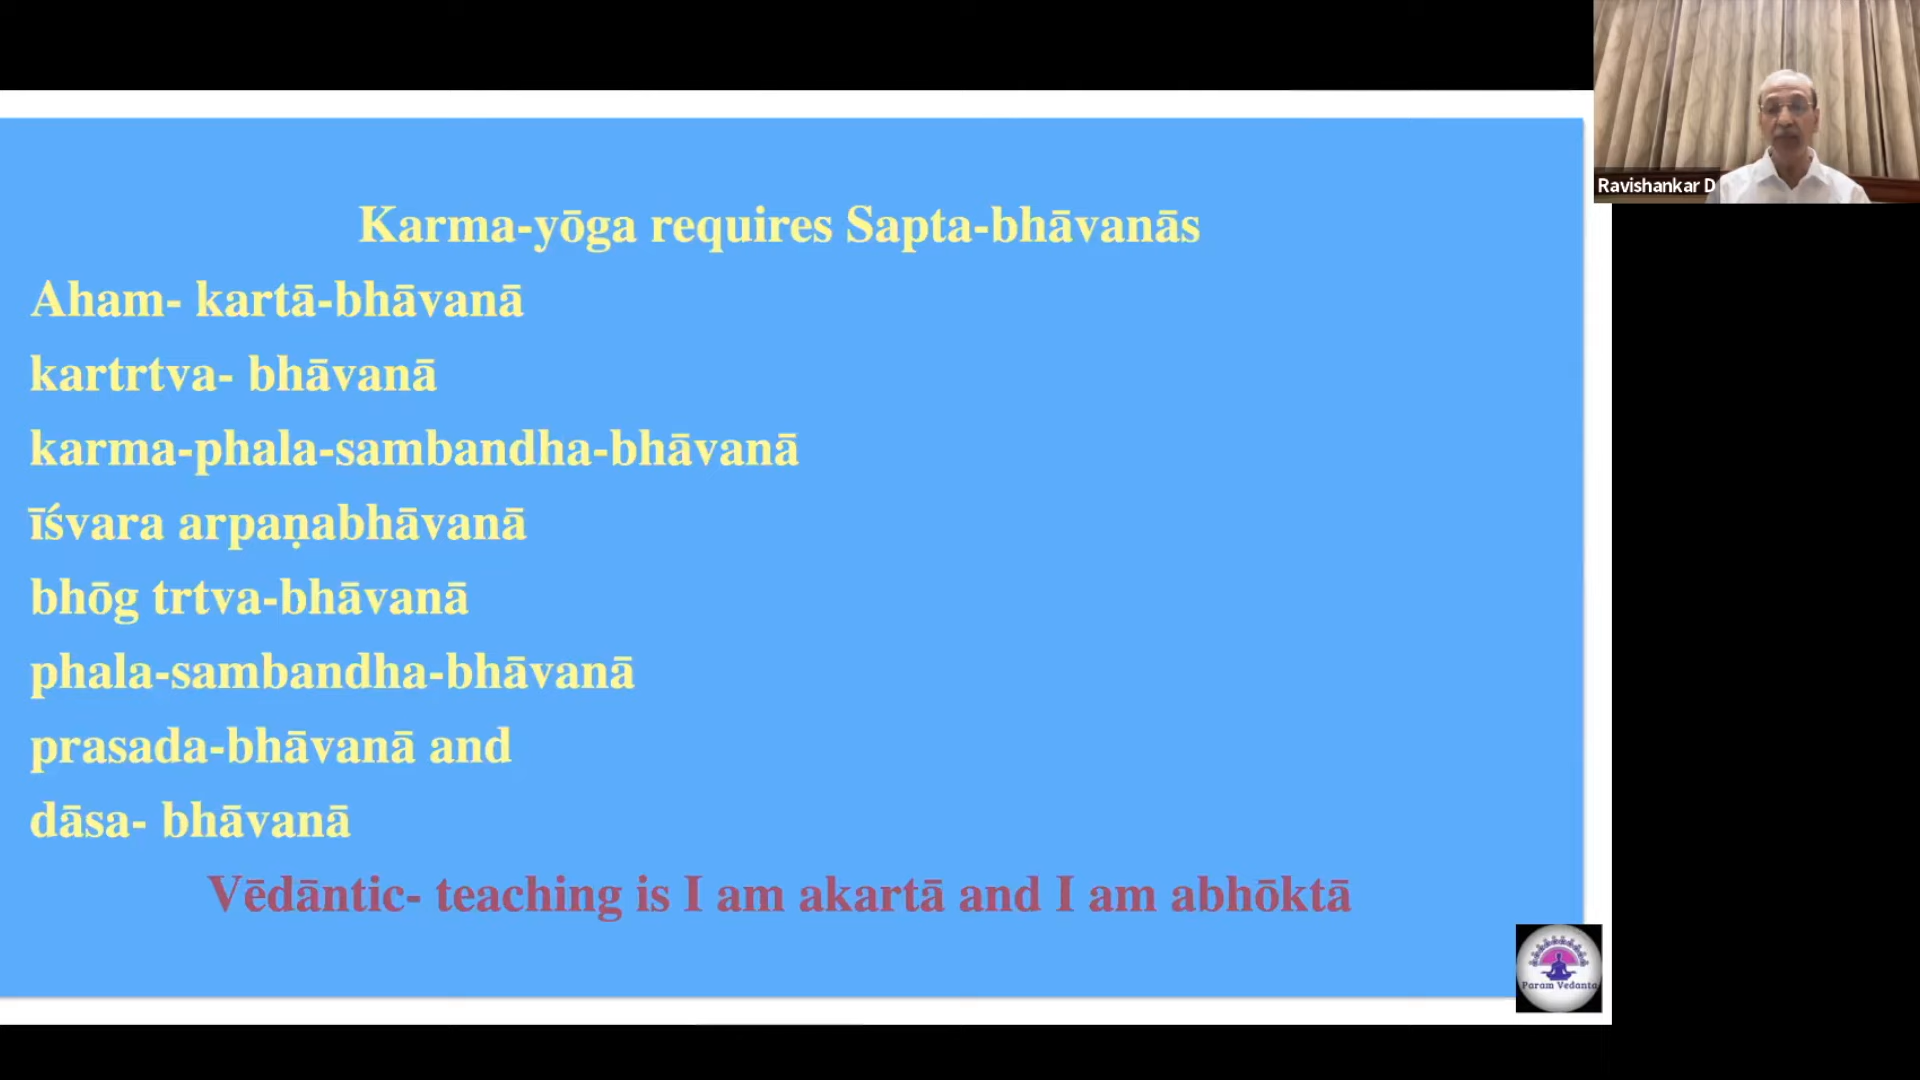 Ravishankar D
Karma-yōga requires Sapta-bhāvanās
Aham- kartā-bhāvanā
kartrtva- bhāvanā
karma-phala-sambandha-bhāvanā
īśvara arpaṇabhāvanā
bhōg trtva-bhāvanā
phala-sambandha-bhāvanā
prasada-bhāvanā and
dāsa- bhāvanā
Vēdāntic- teaching is I am akartā and I am abhōktā
Param Vedanta